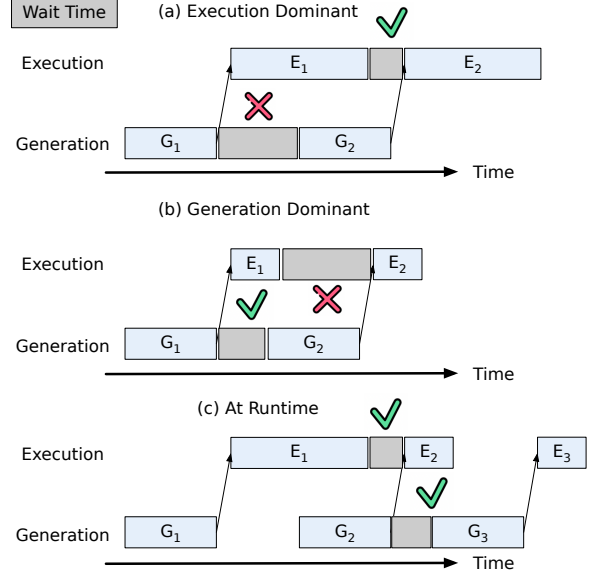 Wait Time
(a) Execution Dominant
Execution
E1
E2
Generation
G1
G2
Time
(b) Generation Dominant
Execution
E1
E2
Generation
G1
G2
Time
(c) At Runtime
Execution
E1
E2
E3
Generation
G1
G2
G3
Time